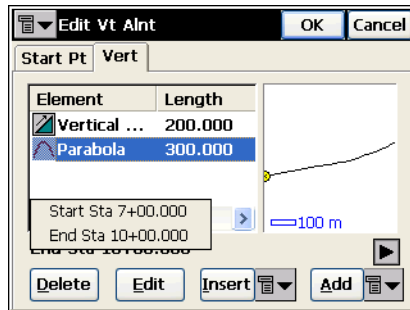 Edit Vt Alnt
OK
Cancel
Start Pt
Vert
Element Length
Vertical ... 200.000
Parabola 300.000
Start Sta 7+00.000
End Sta 10+00.000
100 m
Delete
Edit
Insert
Add